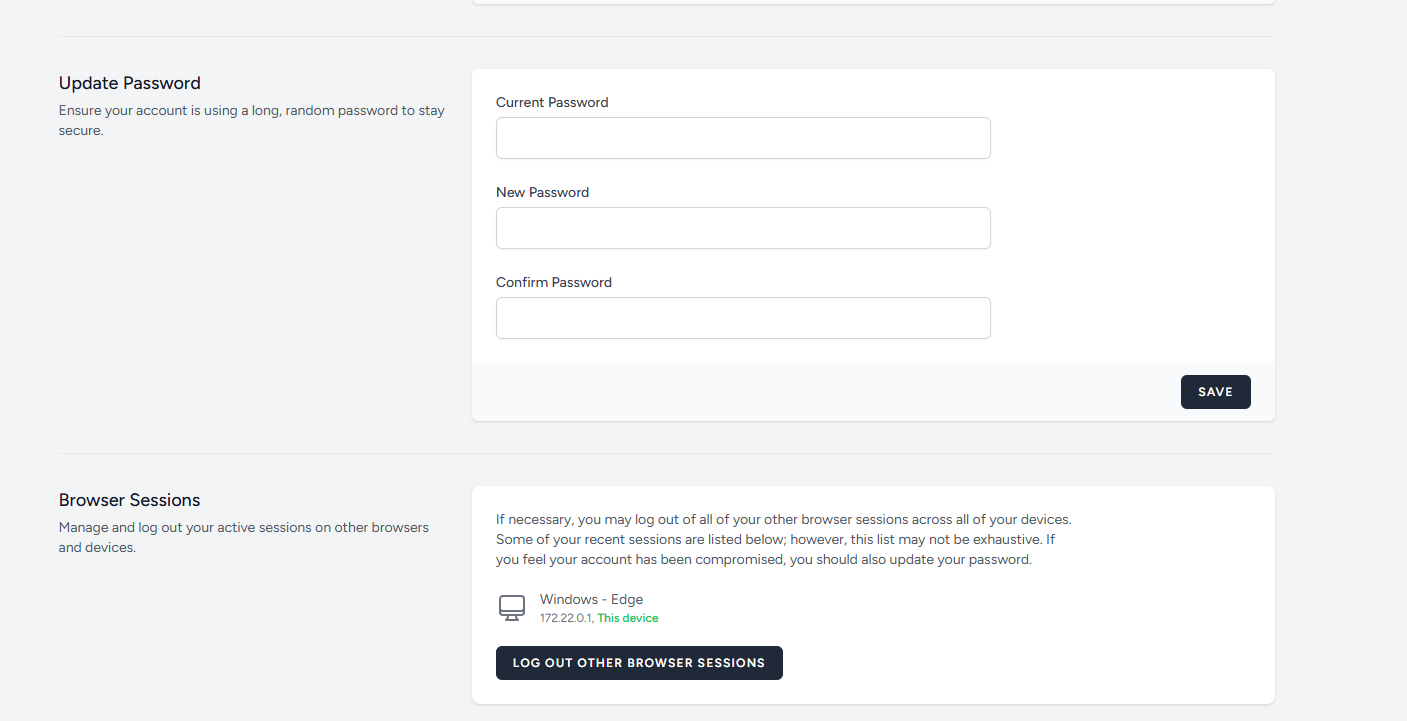 Update Password
Ensure your account is using a long, random password to stay
secure.
Current Password
New Password
Confirm Password
SAVE
Browser Sessions
Manage and log out your active sessions on other browsers
and devices.
If necessary, you may log out of all of your other browser sessions across all of your devices.
Some of your recent sessions are listed below; however, this list may not be exhaustive. If
you feel your account has been compromised, you should also update your password.
Windows - Edge
172.22.0.1, This device
LOG OUT OTHER BROWSER SESSIONS